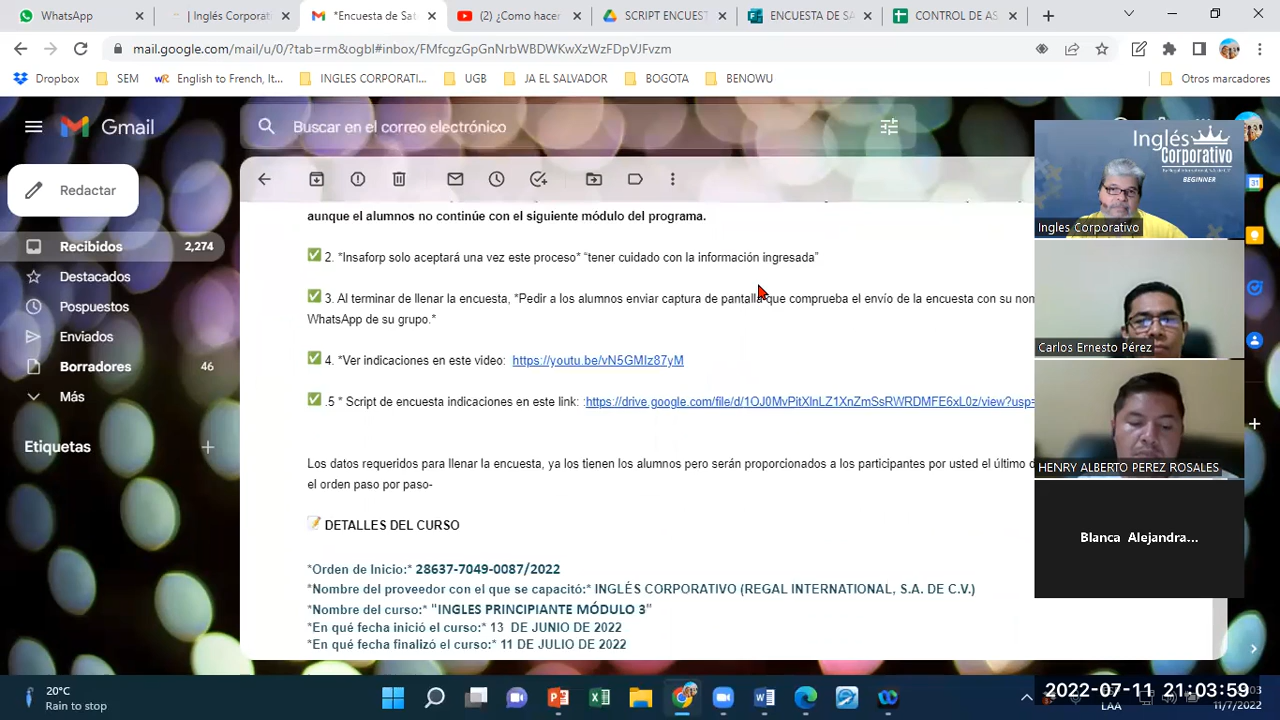 WhatsApp
| Inglés Corporati
*Encuesta de Sat
(2) ¿Como hacer
SCRIPT ENCUEST
ENCUESTA DE SA
CONTROL DE AS
mail.google.com/mail/u/0/?tab=rm&ogbl#inbox/FMfcgzGpGnNrbWBDWKwXzWzFDpVJFvzm
Dropbox
SEM
English to French, It...
INGLES CORPORATI...
UGB
JA EL SALVADOR
BOGOTA
BENOWU
Otros marcadores
Gmail
Buscar en el correo electrónico
Redactar
Recibidos 2,274
Destacados
Pospuestos
Enviados
Borradores 46
Más
Etiquetas
aunque el alumnos no continúe con el siguiente módulo del programa.
2. *Insaforp solo aceptará una vez este proceso* “tener cuidado con la información ingresada”
3. Al terminar de llenar la encuesta, *Pedir a los alumnos enviar captura de pantalla que comprueba el envío de la encuesta con su nom
WhatsApp de su grupo.*
4. *Ver indicaciones en este video: https://youtu.be/vN5GMIz87yM
.5 * Script de encuesta indicaciones en este link: :https://drive.google.com/file/d/1OJ0MvPitXlnLZ1XnZmSsRWRDMFE6xL0z/view?usp=
Los datos requeridos para llenar la encuesta, ya los tienen los alumnos pero serán proporcionados a los participantes por usted el último d
el orden paso por paso-
DETALLES DEL CURSO
*Orden de Inicio:* 28637-7049-0087/2022
*Nombre del proveedor con el que se capacitó:* INGLÉS CORPORATIVO (REGAL INTERNATIONAL, S.A. DE C.V.)
*Nombre del curso:* "INGLES PRINCIPIANTE MÓDULO 3"
*En qué fecha inició el curso:* 13 DE JUNIO DE 2022
*En qué fecha finalizó el curso:* 11 DE JULIO DE 2022
Inglés
Corporativo
BEGINNER
Ingles Corporativo
Carlos Ernesto Pérez
HENRY ALBERTO PEREZ ROSALES
Blanca Alejandra...
20°C
Rain to stop
LAA
2022-07-11 21:03:59
11/7/2022